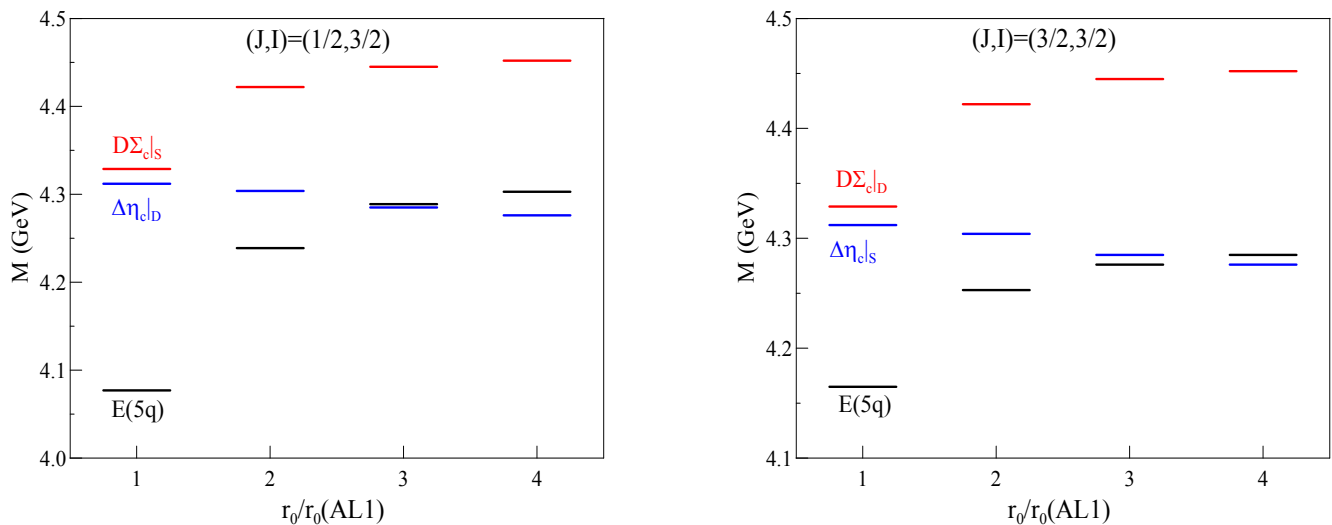 (J,I)=(1/2,3/2)
M (GeV)
4.5
4.4
4.3
4.2
4.1
4.0
DΣc|S
Δηc|D
E(5q)
1 2 3 4
r0/r0(AL1)
(J,I)=(3/2,3/2)
M (GeV)
4.5
4.4
4.3
4.2
4.1
DΣc|D
Δηc|S
E(5q)
1 2 3 4
r0/r0(AL1)